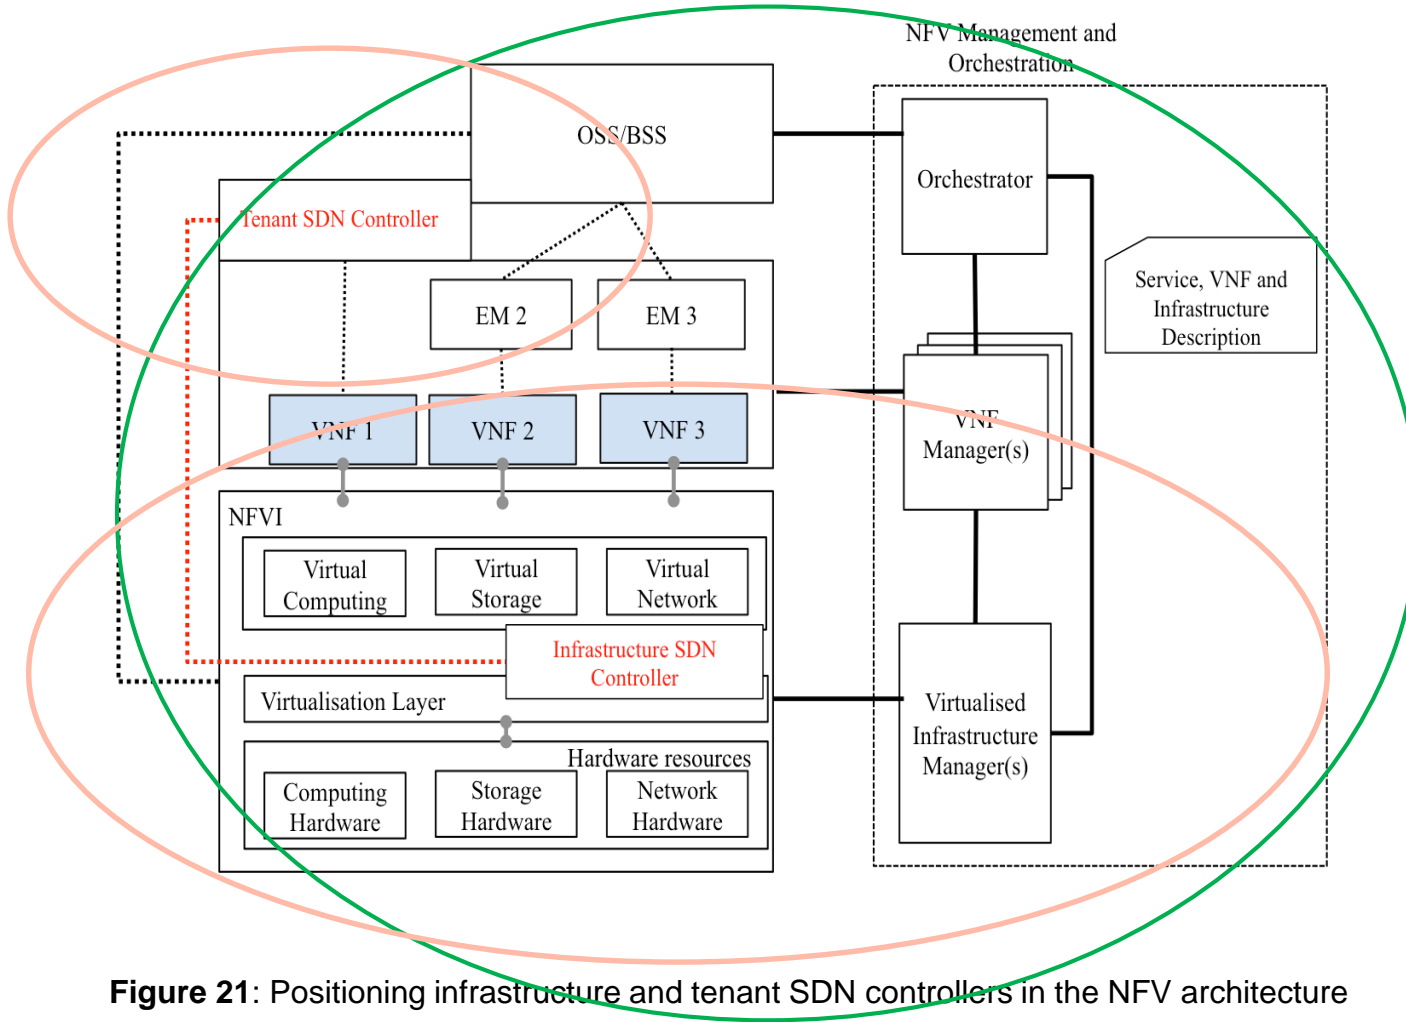 NFV Management and
Orchestration
OSS/BSS
Orchestrator
Tenant SDN Controller
Service, VNF and
Infrastructure
Description
EM 2
EM 3
VNF 1
VNF 2
VNF 3
VNF
Manager(s)
NFVI
Virtual
Computing
Virtual
Storage
Virtual
Network
Infrastructure SDN
Controller
Virtualisation Layer
Virtualised
Infrastructure
Manager(s)
Hardware resources
Computing
Hardware
Storage
Hardware
Network
Hardware
Figure 21: Positioning infrastructure and tenant SDN controllers in the NFV architecture